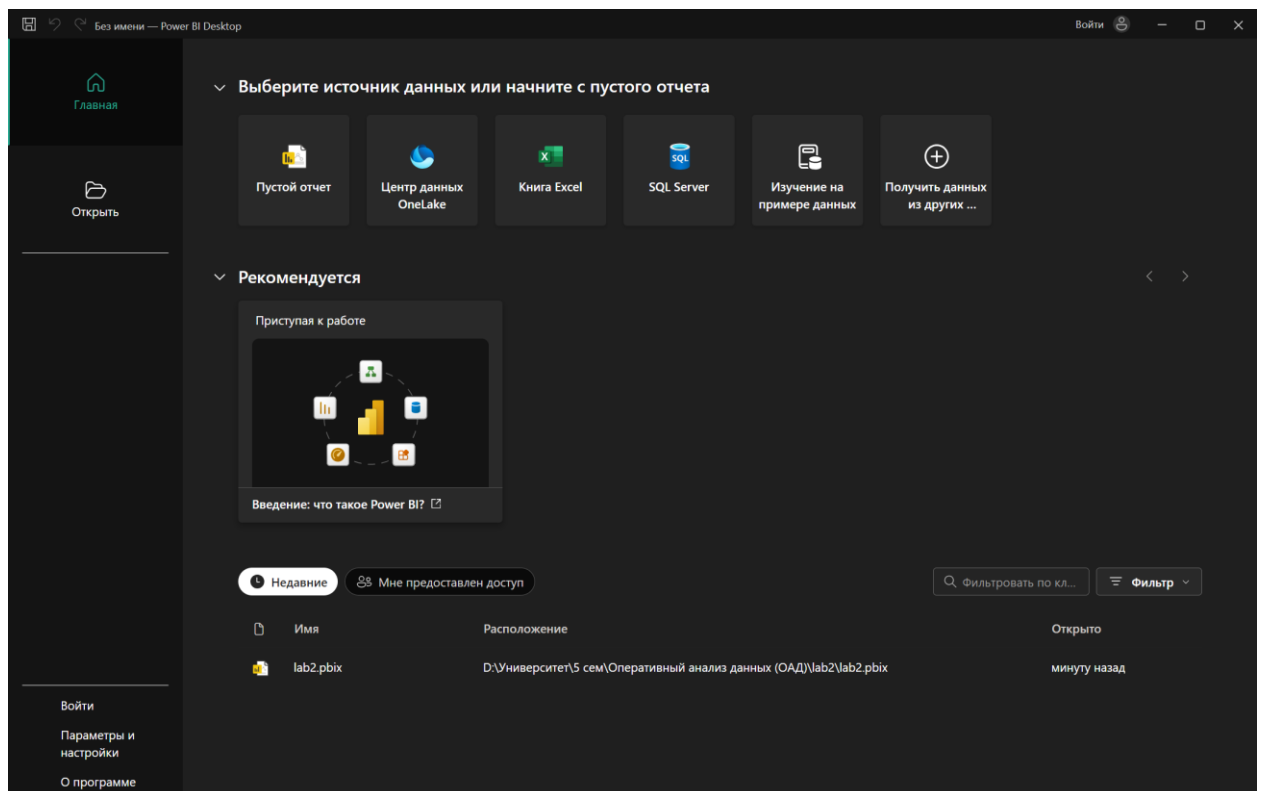 Без имени — Power BI Desktop
Войти
Главная
Открыть
Выберите источник данных или начните с пустого отчета
Пустой отчет
Центр данных
OneLake
Книга Excel
SQL
SQL Server
Изучение на
примере данных
Получить данных
из других ...
Рекомендуется
Приступая к работе
Введение: что такое Power BI?
Недавние
Мне предоставлен доступ
Фильтровать по кл...
Фильтр
Имя
Расположение
Открыто
lab2.pbix
D:\Университет\5 сем\Оперативный анализ данных (ОАД)\lab2\lab2.pbix
минуту назад
Войти
Параметры и
настройки
О программе